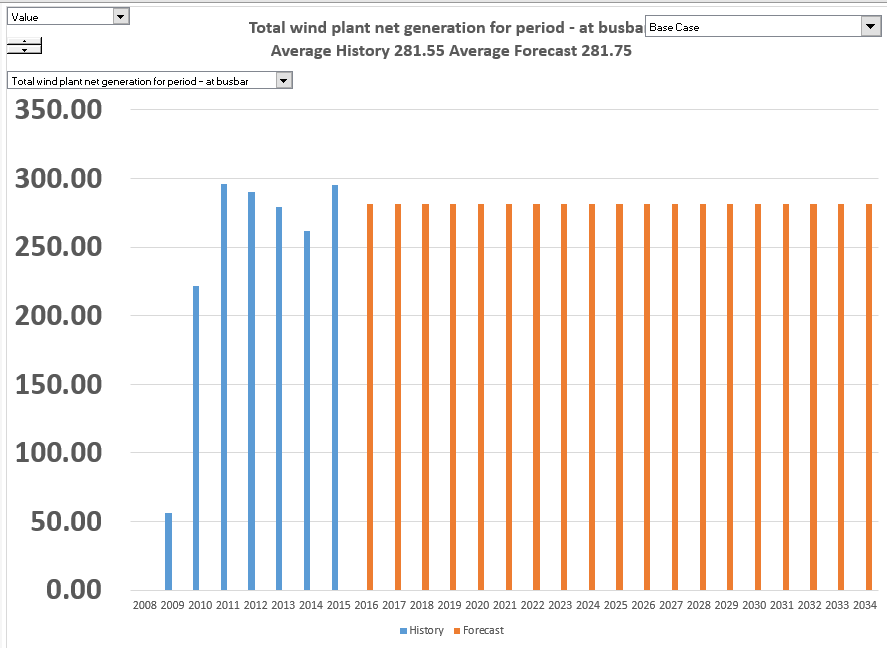 Value
Total wind plant net generation for period - at busba
Base Case
Average History 281.55 Average Forecast 281.75
Total wind plant net generation for period - at busbar
350.00
300.00
250.00
200.00
150.00
100.00
50.00
0.00
2008 2009 2010 2011 2012 2013 2014 2015 2016 2017 2018 2019 2020 2021 2022 2023 2024 2025 2026 2027 2028 2029 2030 2031 2032 2033 2034
History Forecast